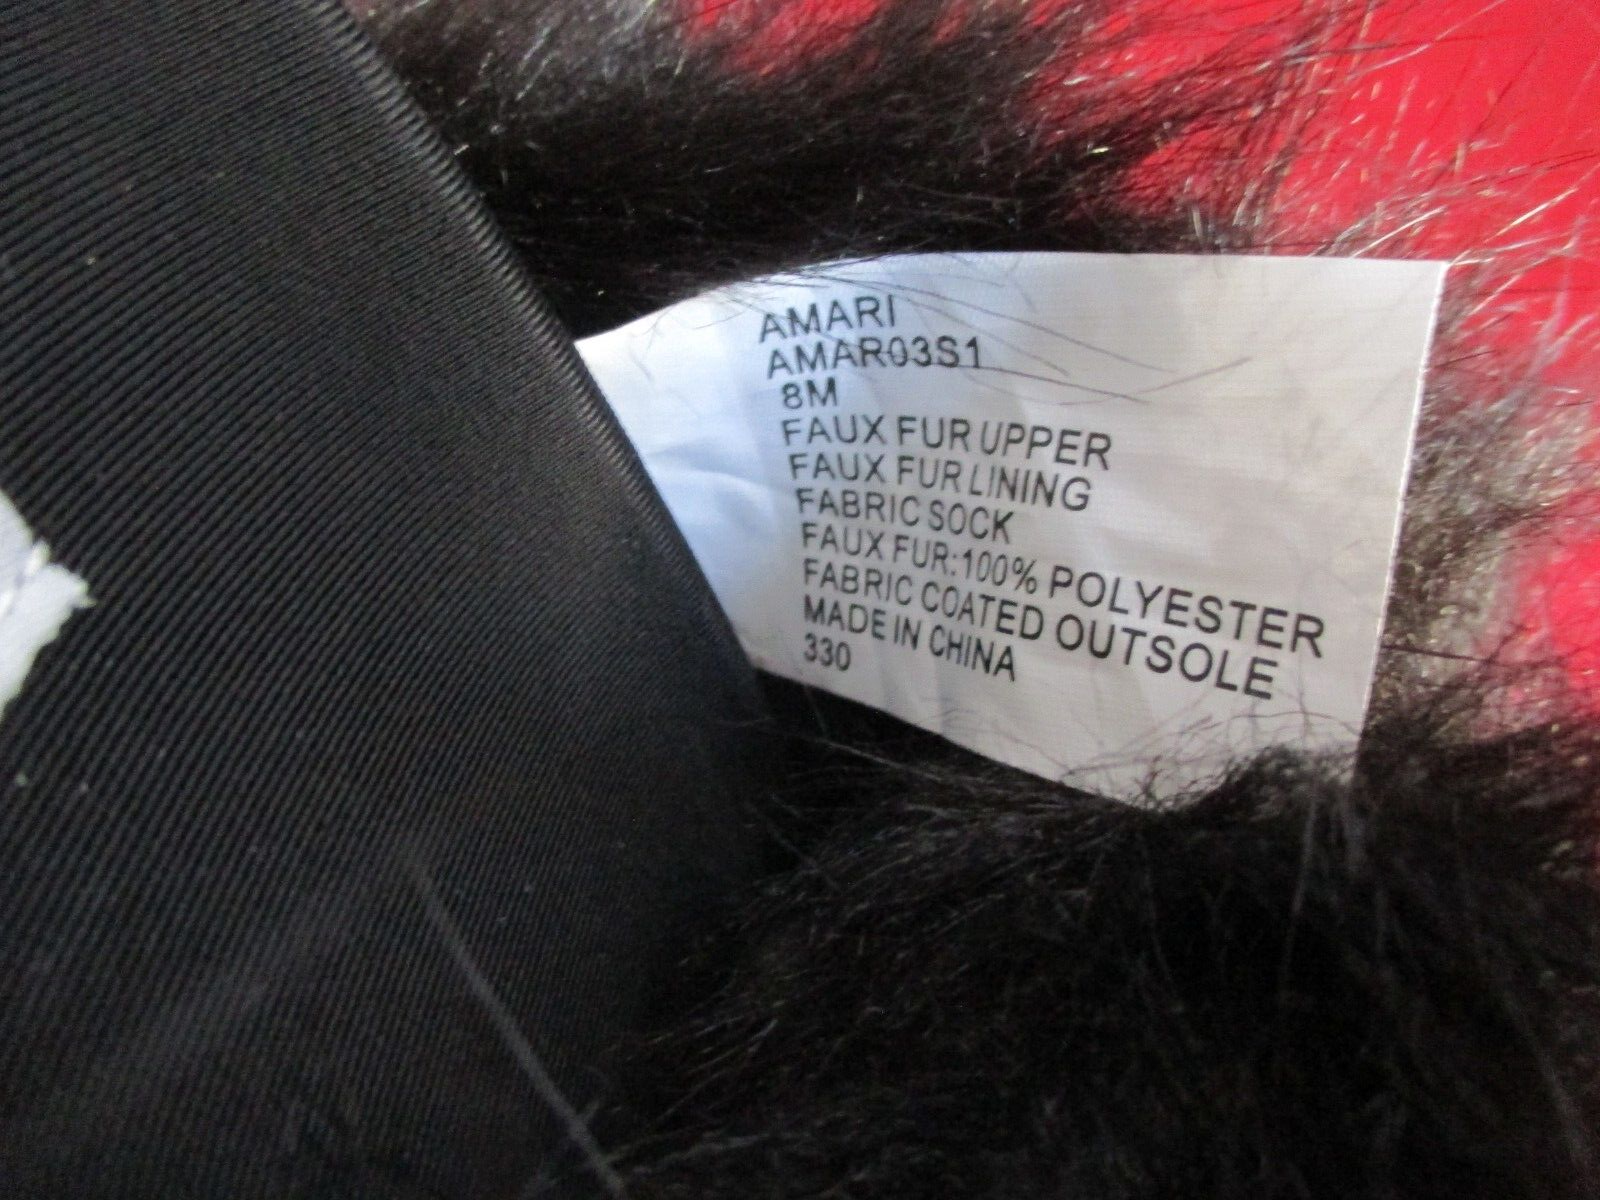 AMARI
AMAR03S1
8M
FAUX FUR UPPER
FAUX FUR LINING
FABRIC SOCK
FAUX FUR:100% POLYESTER
FABRIC COATED OUTSOLE
MADE IN CHINA
330